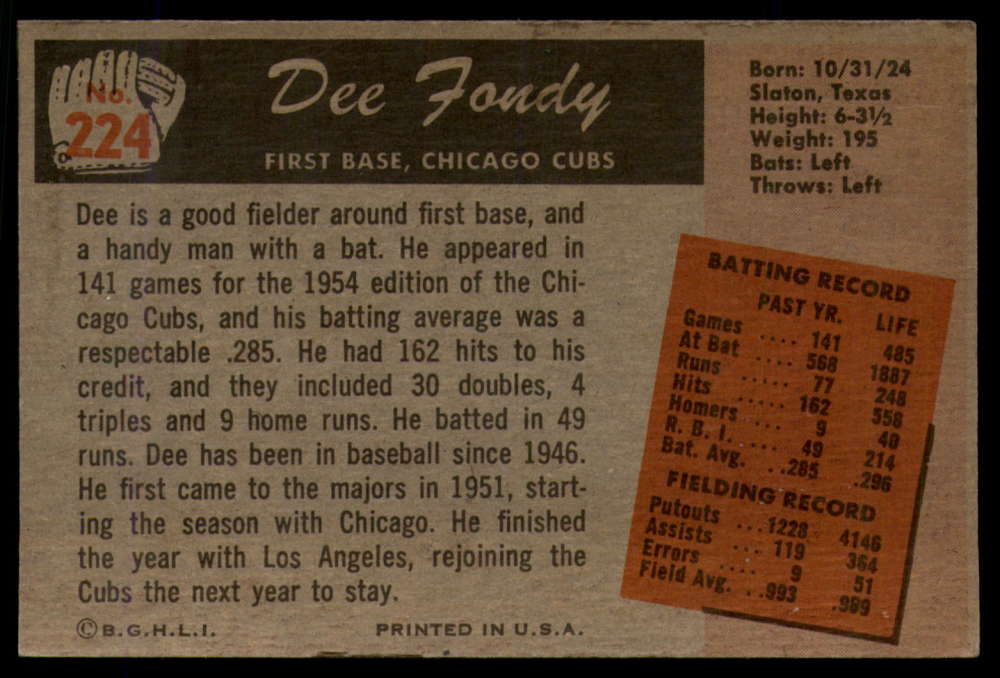 No.
224
Dee Fondy
FIRST BASE, CHICAGO CUBS
Born: 10/31/24
Slaton, Texas
Height: 6-3½
Weight: 195
Bats: Left
Throws: Left
Dee is a good fielder around first base, and
a handy man with a bat. He appeared in
141 games for the 1954 edition of the Chi-
cago Cubs, and his batting average was a
respectable .285. He had 162 hits to his
credit, and they included 30 doubles, 4
triples and 9 home runs. He batted in 49
runs. Dee has been in baseball since 1946.
He first came to the majors in 1951, start-
ing the season with Chicago. He finished
the year with Los Angeles, rejoining the
Cubs the next year to stay.
BATTING RECORD
PAST YR. LIFE
Games .... 141 485
At Bat .... 568 1887
Runs ..... 77 248
Hits ..... 162 558
Homers .... 9 40
R. B. I. .... 49 214
Bat. Avg. ..285 .296
FIELDING RECORD
Putouts ...1228 4146
Assists ... 119 364
Errors .... 9 51
Field Avg. ..993 .989
©B.G.H.L.I.
PRINTED IN U.S.A.